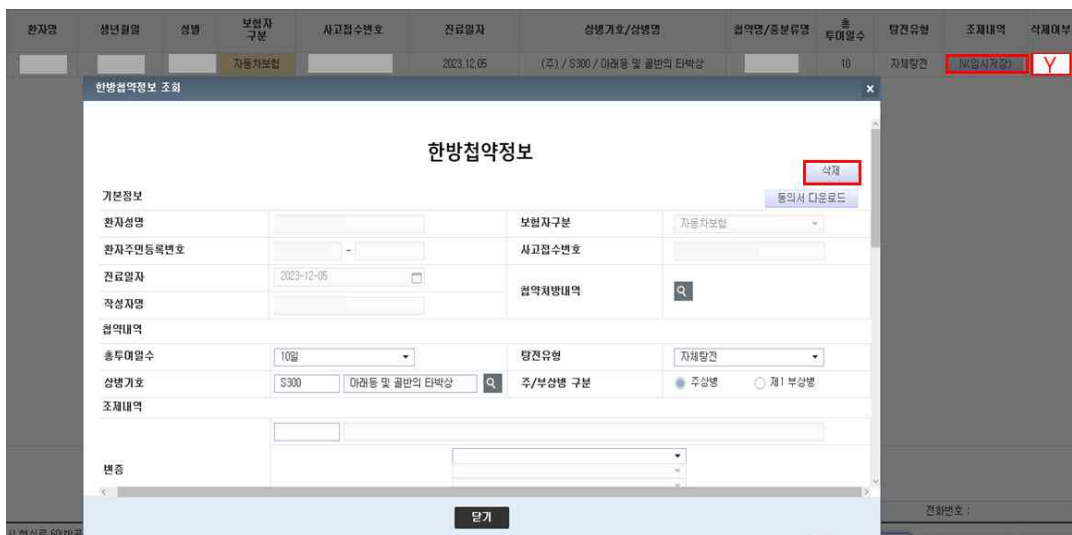 환자명 생년월일 성별 보험자구분 사고접수번호 진료일자 상병기호/상병명 첩약명/중분류명 총투여일수 탕전유형 조제내역 삭제여부
자동차보험 2023.12.05 (주) / S300 / 아래등 및 골반의 타박상 10 자체탕전 N(임시저장) Y
한방첩약정보 조회 x
한방첩약정보
삭제
기본정보 동의서 다운로드
환자성명 보험자구분 자동차보험
환자주민등록번호 - 사고접수번호
진료일자 2023-12-05 첩약처방내역
작성자명
첩약내역
총투여일수 10일 탕전유형 자체탕전
상병기호 S300 아래등 및 골반의 타박상 주/부상병 구분 주상병 제1 부상병
조제내역
변증
닫기
전화번호 :